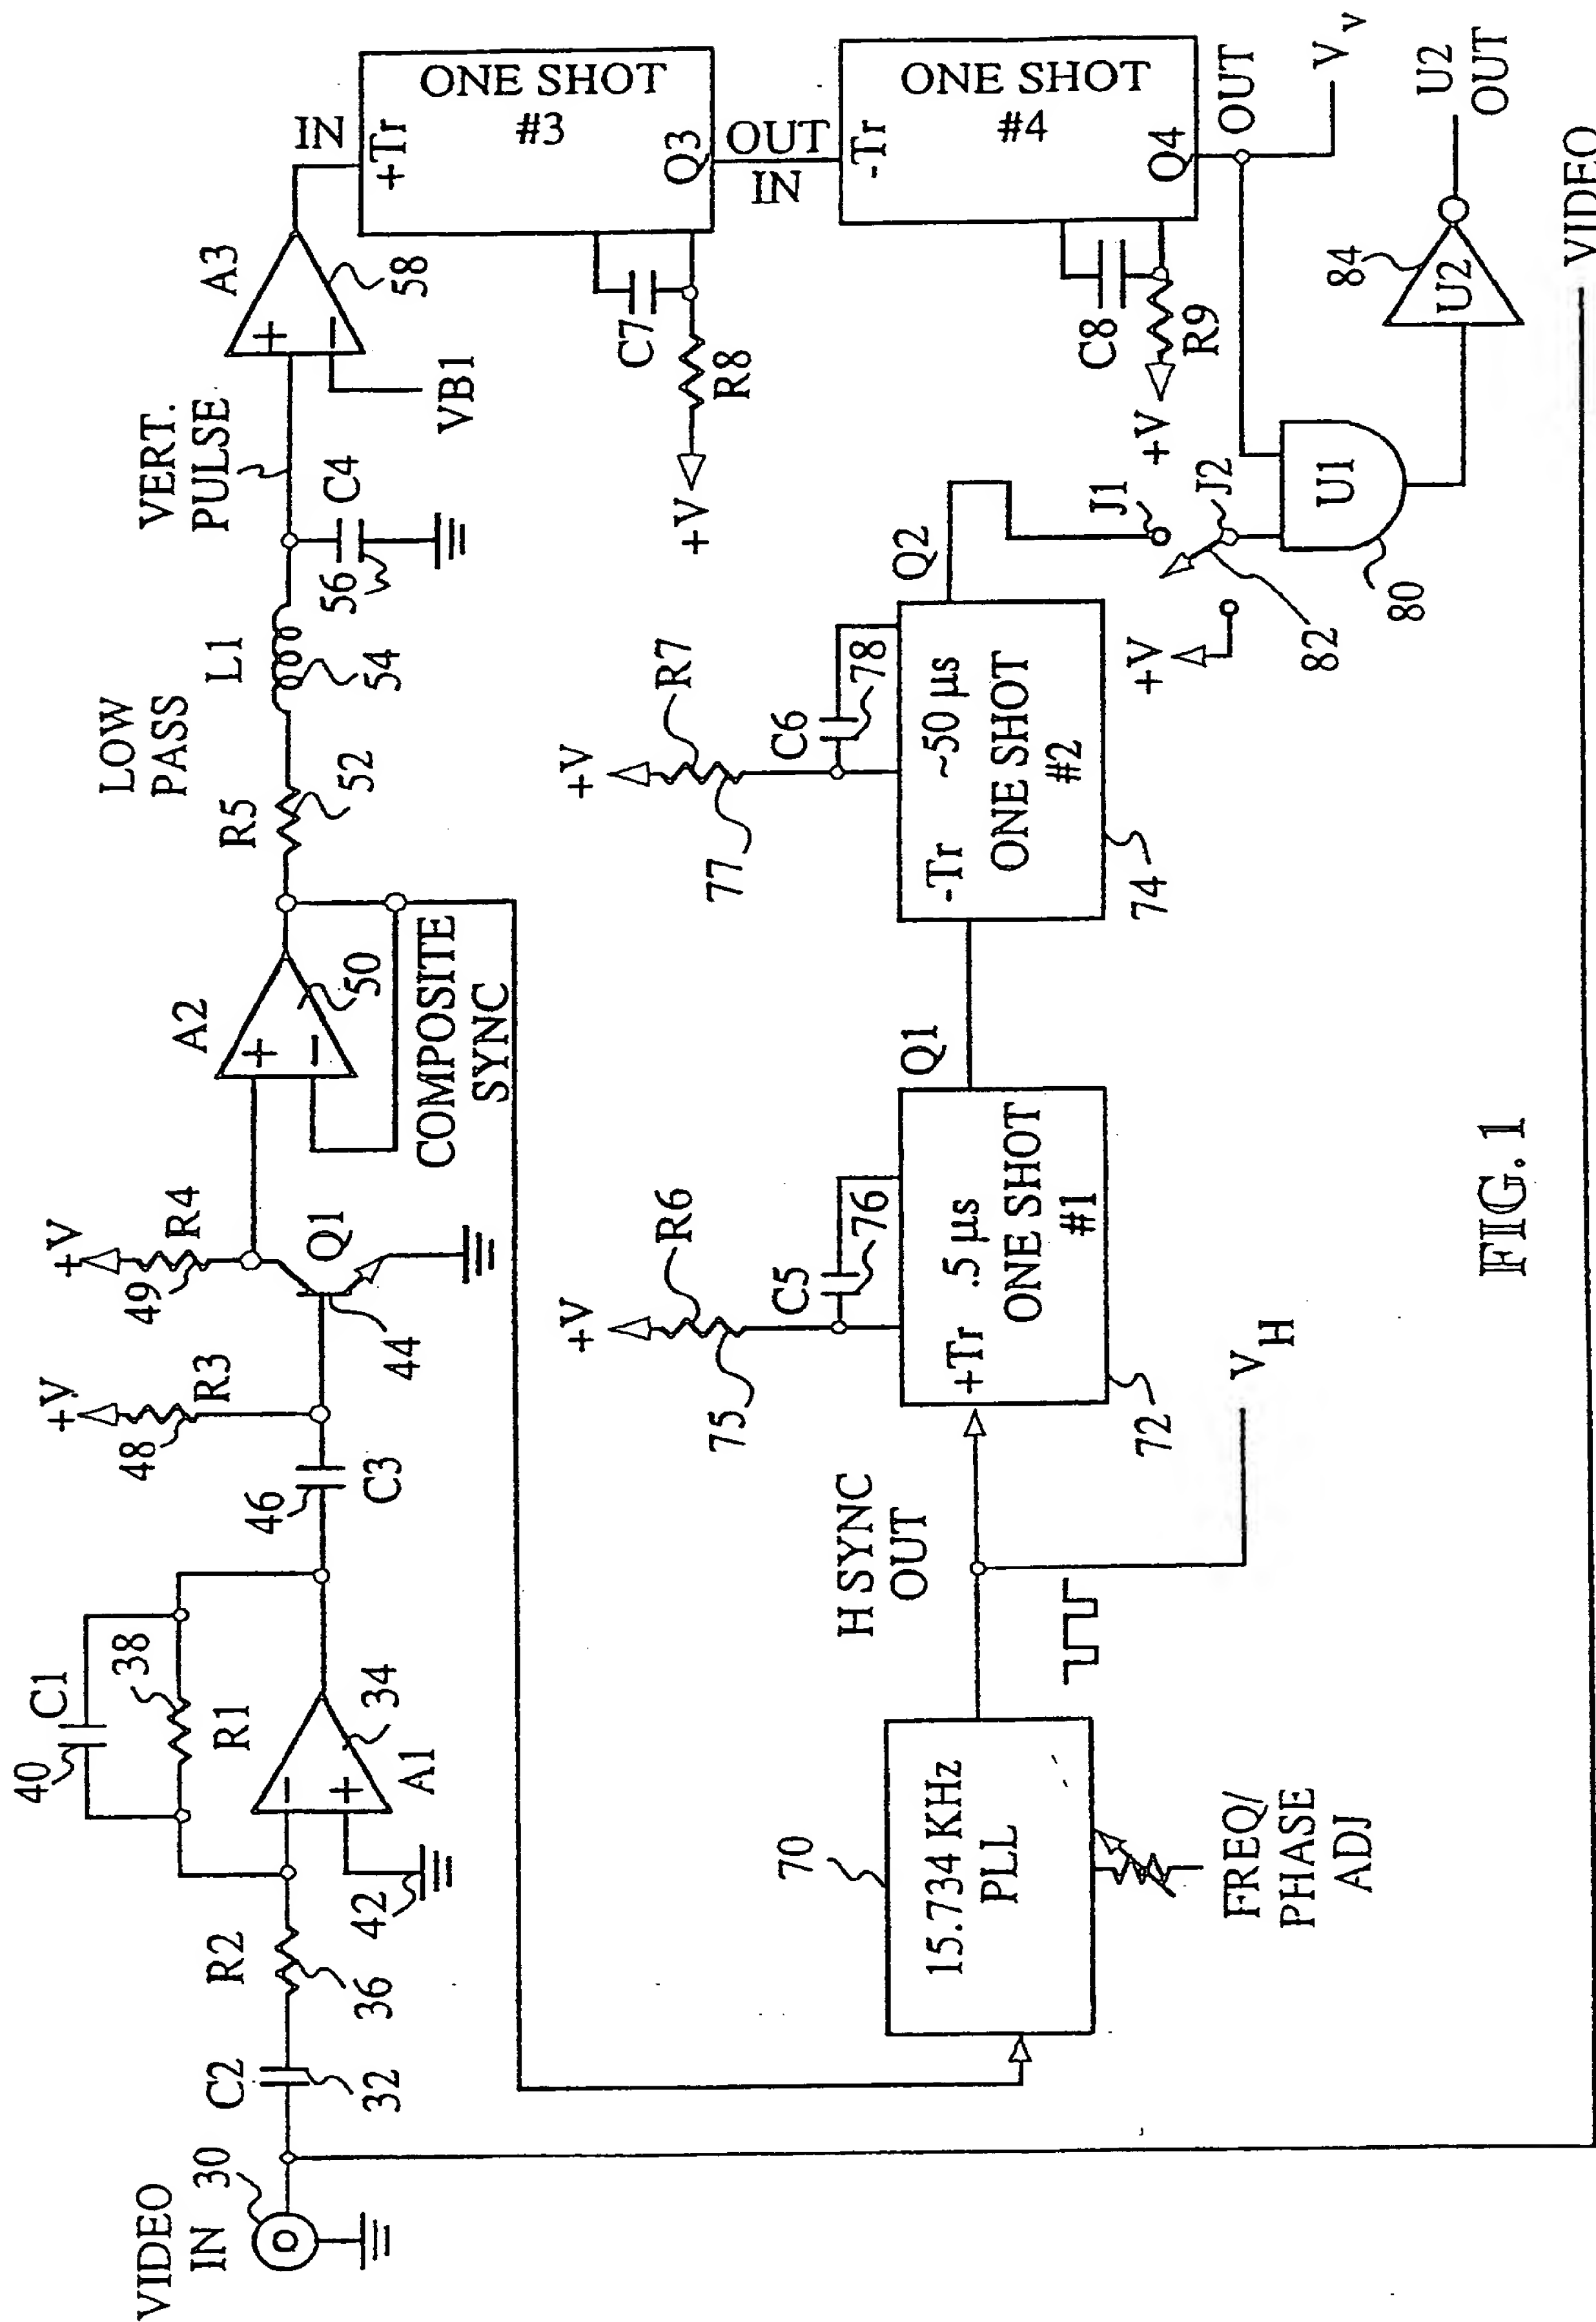 VIDEO
IN
30
C2
32
R2
36
42
C1
40
38
R1
−
+
34
A1
46
C3
+V
48
R3
+V
49
R4
Q1
44
A2
+
−
50
COMPOSITE
SYNC
LOW
PASS
R5
52
L1
54
VERT.
PULSE
56
C4
A3
+
−
58
VB1
IN
+Tr
ONE SHOT
#3
Q3
C7
R8
+V
OUT
IN
-Tr
ONE SHOT
#4
Q4
C8
R9
+V
OUT
Vv
70
15.734 KHz
PLL
FREQ/
PHASE
ADJ
H SYNC
OUT
VH
+V
R6
75
C5
76
+Tr .5 µs
ONE SHOT
#1
72
Q1
+V
R7
77
C6
78
-Tr ~50 µs
ONE SHOT
#2
74
Q2
J1
J2
+V
82
U1
80
84
U2
U2
OUT
VIDEO
FIG. 1